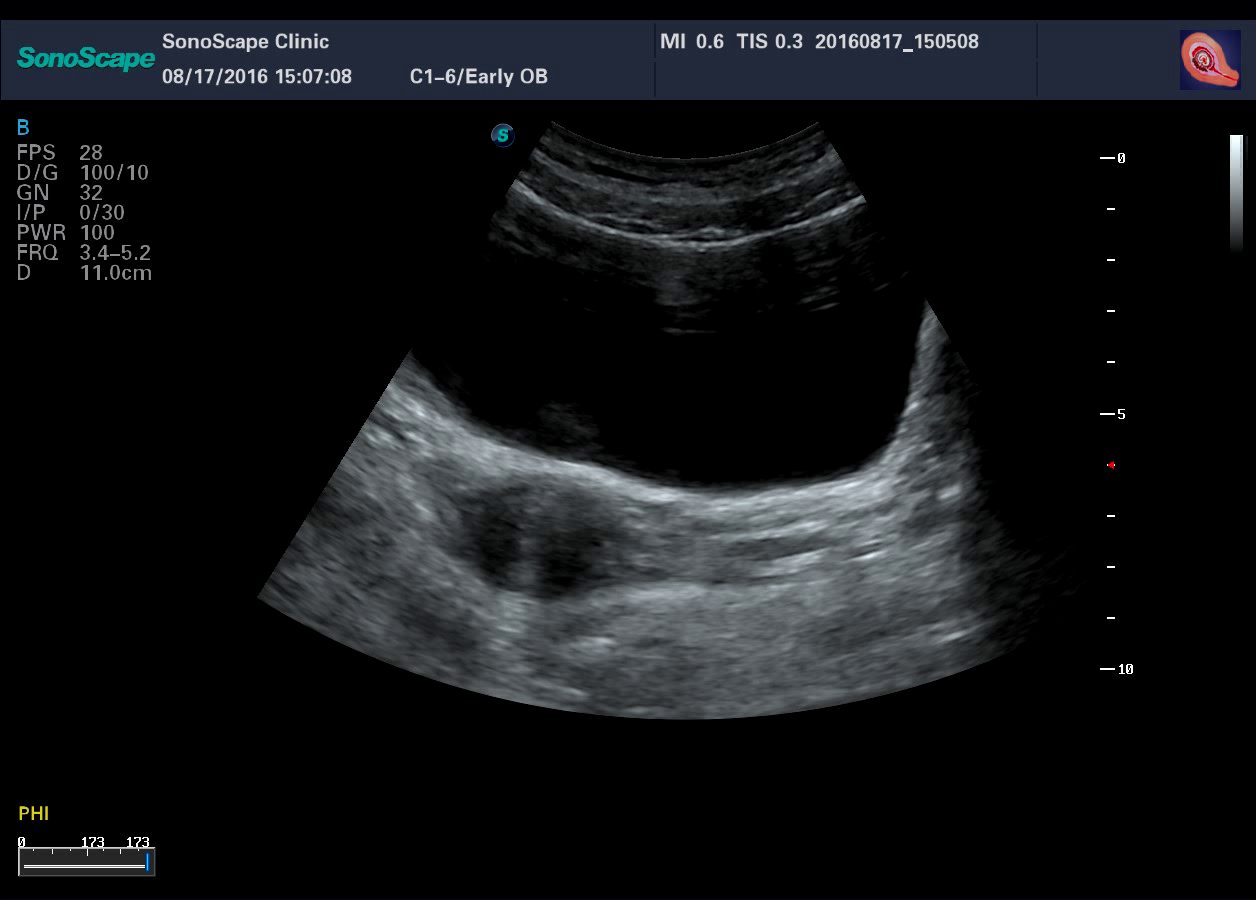 SonoScape
SonoScape Clinic
MI 0.6 TIS 0.3 20160817_150508
08/17/2016 15:07:08 C1-6/Early OB
B
S
FPS 28
D/G 100/10
GN 32
I/P 0/30
PWR 100
FRQ 3.4-5.2
D 11.0cm
0
5
10
PHI
0 173 173